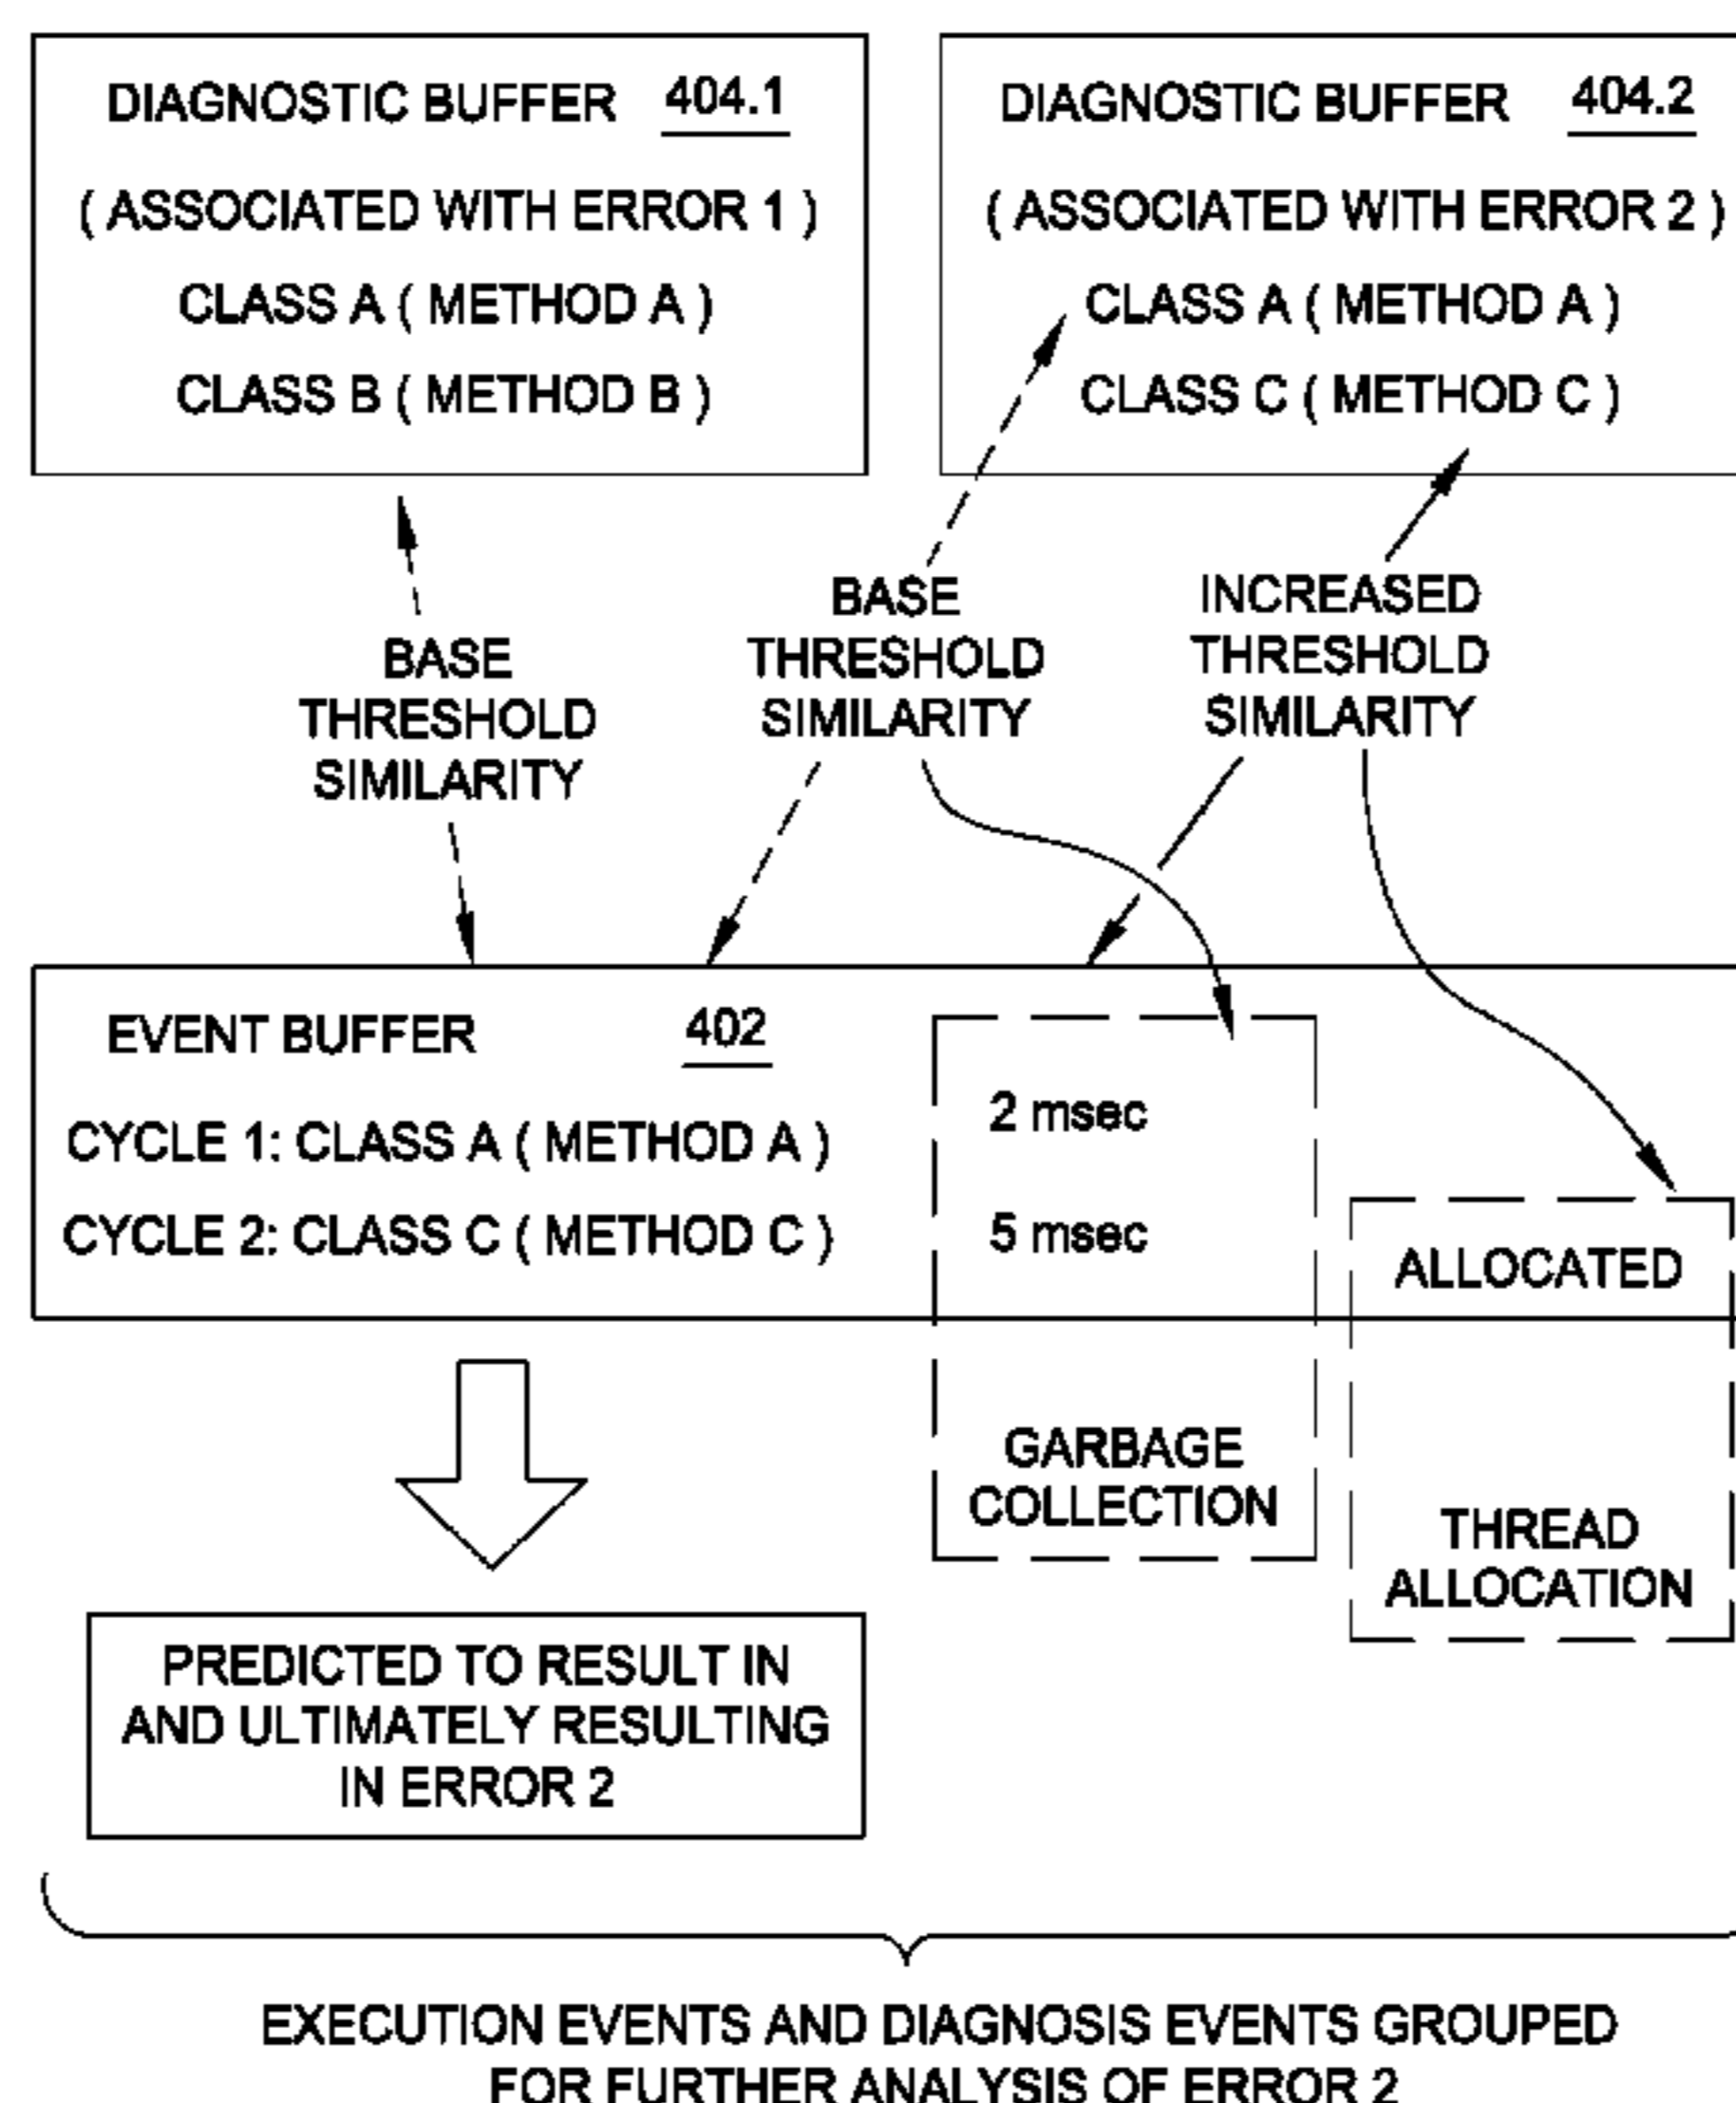 DIAGNOSTIC BUFFER 404.1
( ASSOCIATED WITH ERROR 1 )
CLASS A ( METHOD A )
CLASS B ( METHOD B )
DIAGNOSTIC BUFFER 404.2
( ASSOCIATED WITH ERROR 2 )
CLASS A ( METHOD A )
CLASS C ( METHOD C )
BASE
THRESHOLD
SIMILARITY
BASE
THRESHOLD
SIMILARITY
INCREASED
THRESHOLD
SIMILARITY
EVENT BUFFER 402
CYCLE 1: CLASS A ( METHOD A )
CYCLE 2: CLASS C ( METHOD C )
2 msec
5 msec
GARBAGE
COLLECTION
ALLOCATED
THREAD
ALLOCATION
PREDICTED TO RESULT IN
AND ULTIMATELY RESULTING
IN ERROR 2
EXECUTION EVENTS AND DIAGNOSIS EVENTS GROUPED
FOR FURTHER ANALYSIS OF ERROR 2